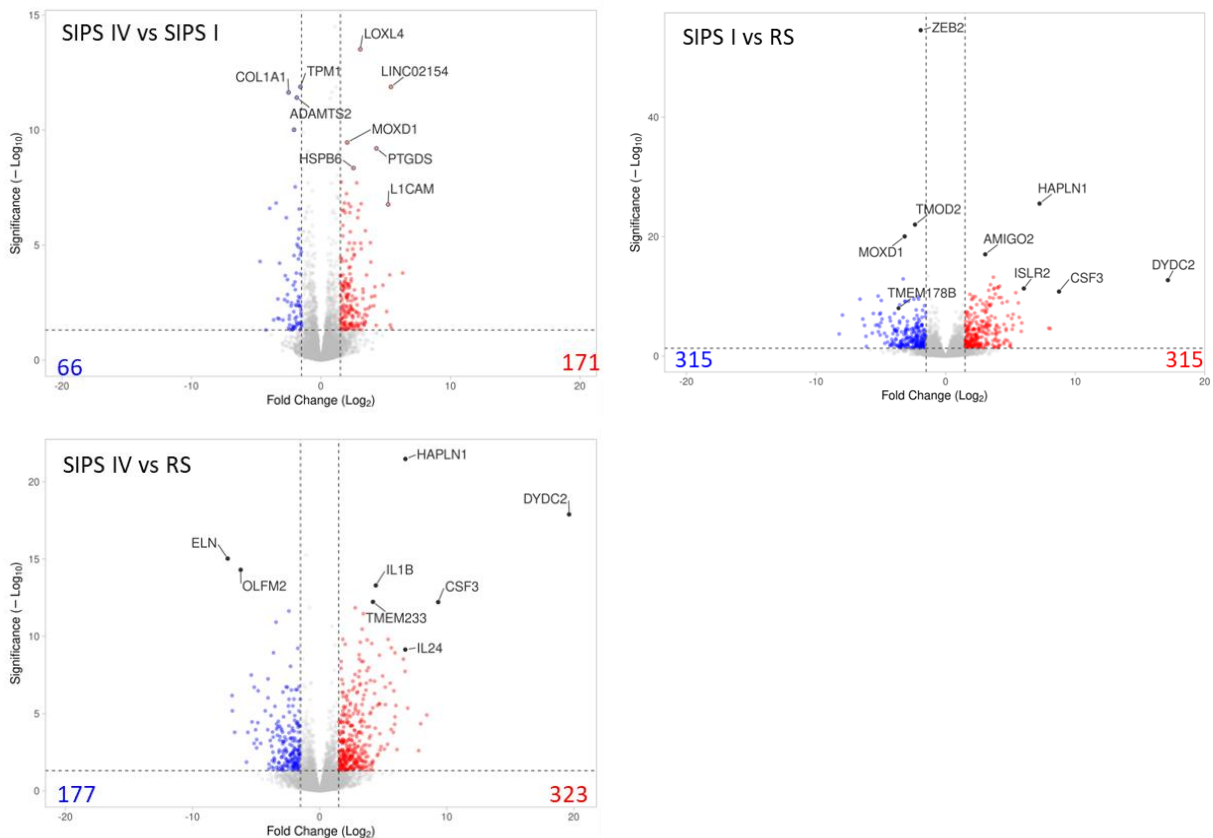 SIPS IV vs SIPS I
15
10
5
0
Significance (−Log₁₀)
LOXL4
TPM1
LINC02154
COL1A1
ADAMTS2
MOXD1
HSPB6
PTGDS
L1CAM
66
171
-20
-10
0
10
20
Fold Change (Log₂)
SIPS I vs RS
40
20
0
Significance (−Log₁₀)
ZEB2
HAPLN1
TMOD2
MOXD1
AMIGO2
DYDC2
ISLR2
CSF3
TMEM178B
315
315
-20
-10
0
10
20
Fold Change (Log₂)
SIPS IV vs RS
20
15
10
5
0
Significance (−Log₁₀)
HAPLN1
DYDC2
ELN
OLFM2
IL1B
CSF3
TMEM233
IL24
177
323
-20
-10
0
10
20
Fold Change (Log₂)